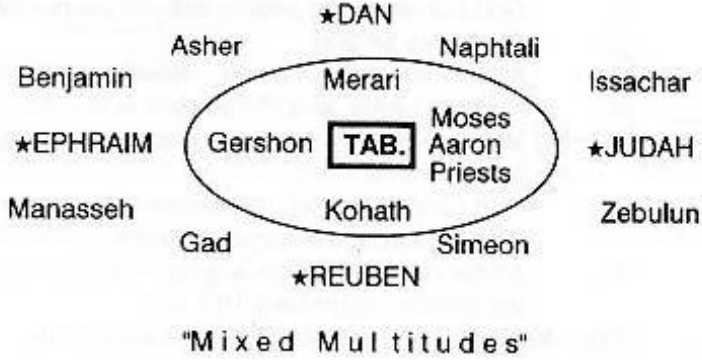 ★DAN
Asher Naphtali
Benjamin Merari Issachar
Moses
★EPHRAIM Gershon TAB. Aaron ★JUDAH
Priests
Manasseh Kohath Zebulun
Gad Simeon
★REUBEN
"Mixed Multitudes"